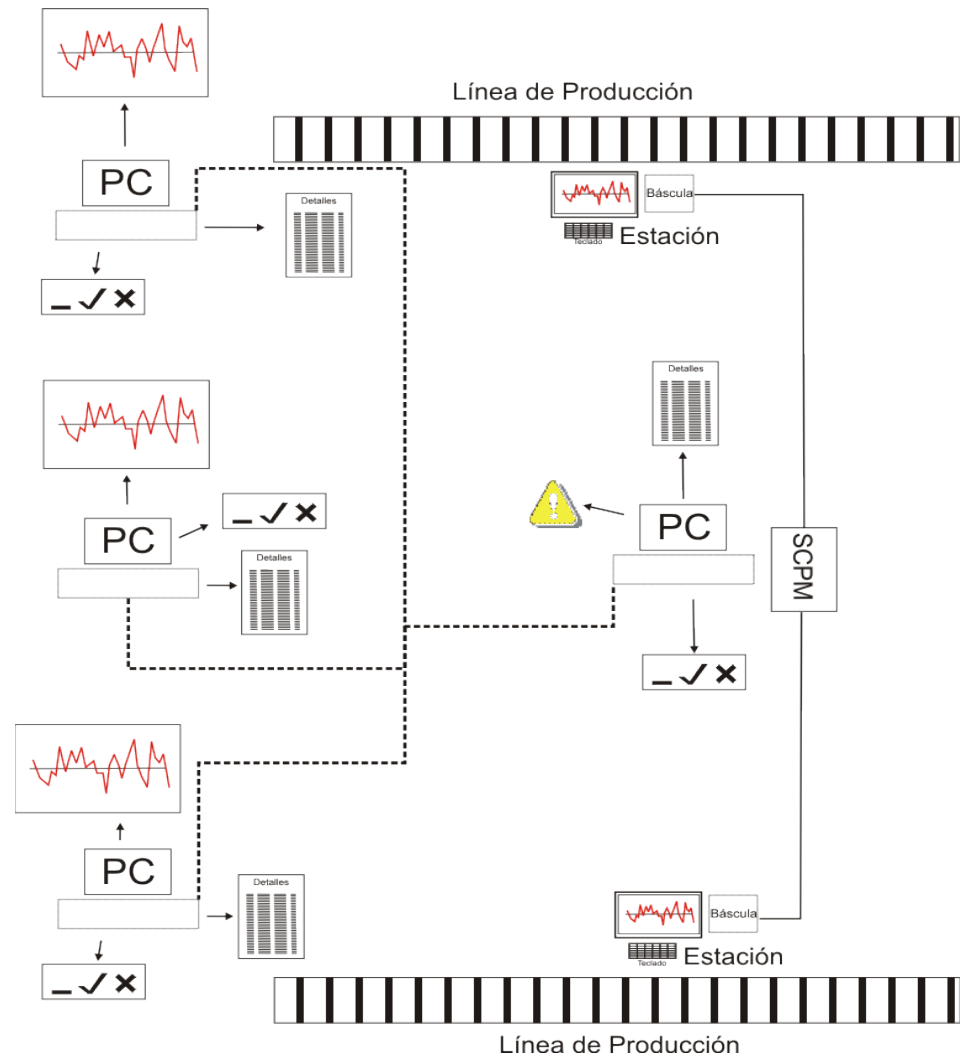 Línea de Producción
PC
Detalles
Báscula
Teclado
Estación
Detalles
PC
Detalles
PC
SCPM
PC
Detalles
Báscula
Teclado
Estación
Línea de Producción